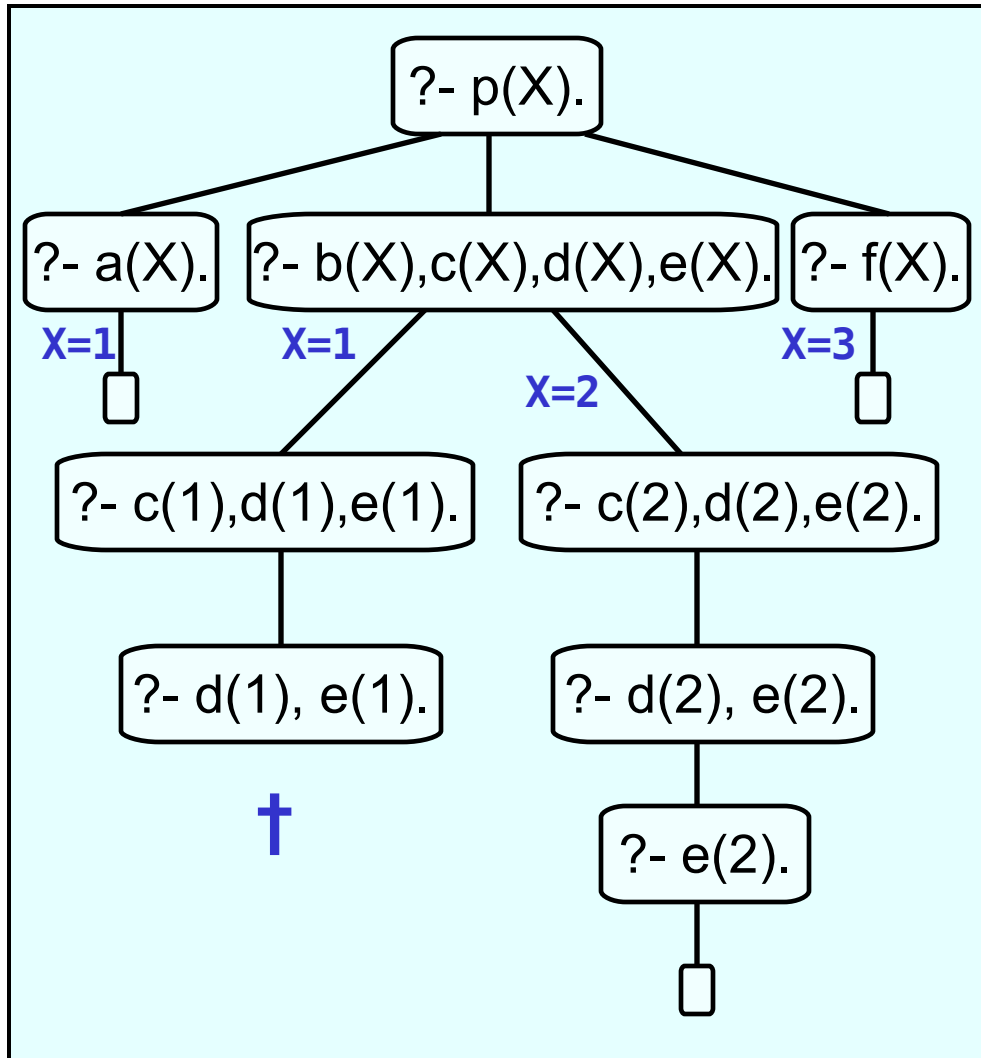 ?- p(X).
?- a(X).
?- b(X),c(X),d(X),e(X).
?- f(X).
X=1
X=1
X=3
X=2
?- c(1),d(1),e(1).
?- c(2),d(2),e(2).
?- d(1), e(1).
?- d(2), e(2).
†
?- e(2).